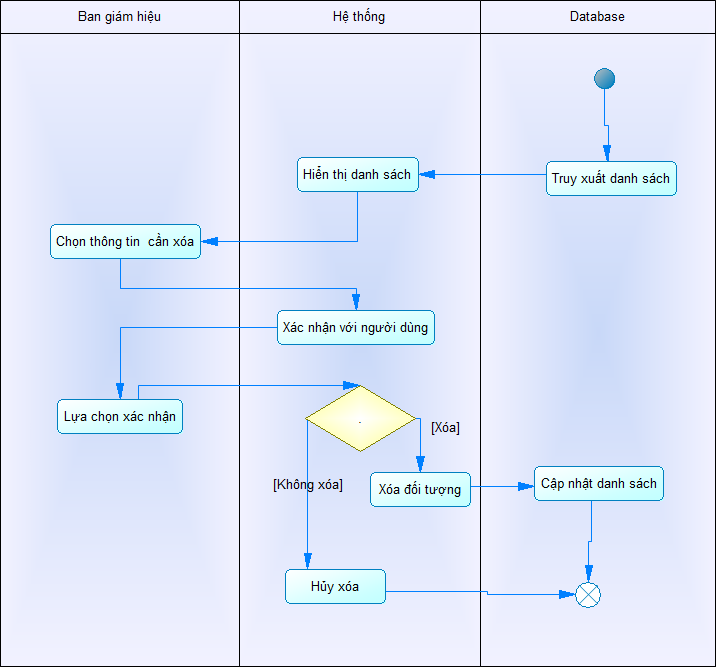 Ban giám hiệu
Hệ thống
Database
Hiển thị danh sách
Truy xuất danh sách
Chọn thông tin cần xóa
Xác nhận với người dùng
Lựa chọn xác nhận
[Xóa]
[Không xóa]
Xóa đối tượng
Cập nhật danh sách
Hủy xóa